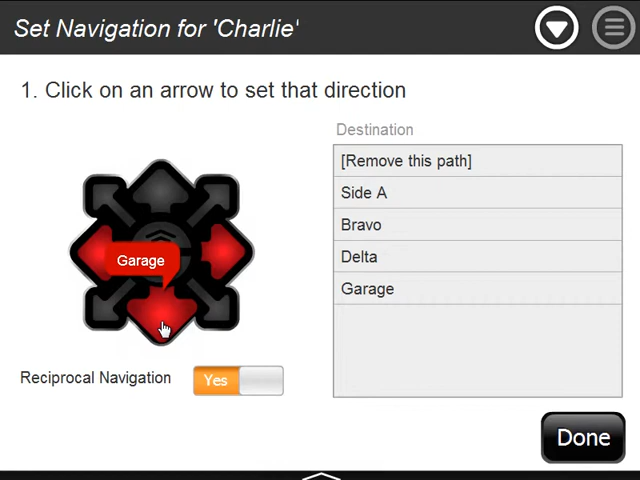 Set Navigation for 'Charlie'
1. Click on an arrow to set that direction
Destination
[Remove this path]
Side A
Bravo
Delta
Garage
Garage
Reciprocal Navigation
Yes
Done